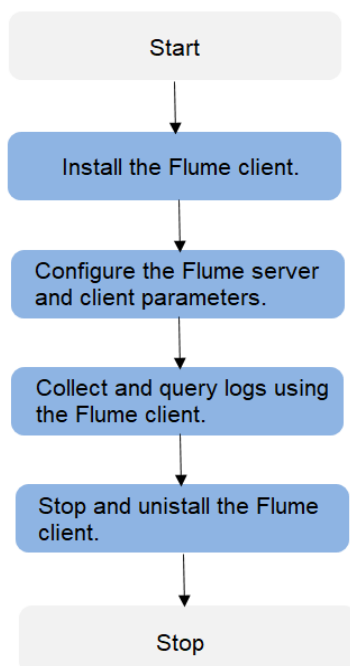 Start
Install the Flume client.
Configure the Flume server
and client parameters.
Collect and query logs using
the Flume client.
Stop and unistall the Flume
client.
Stop